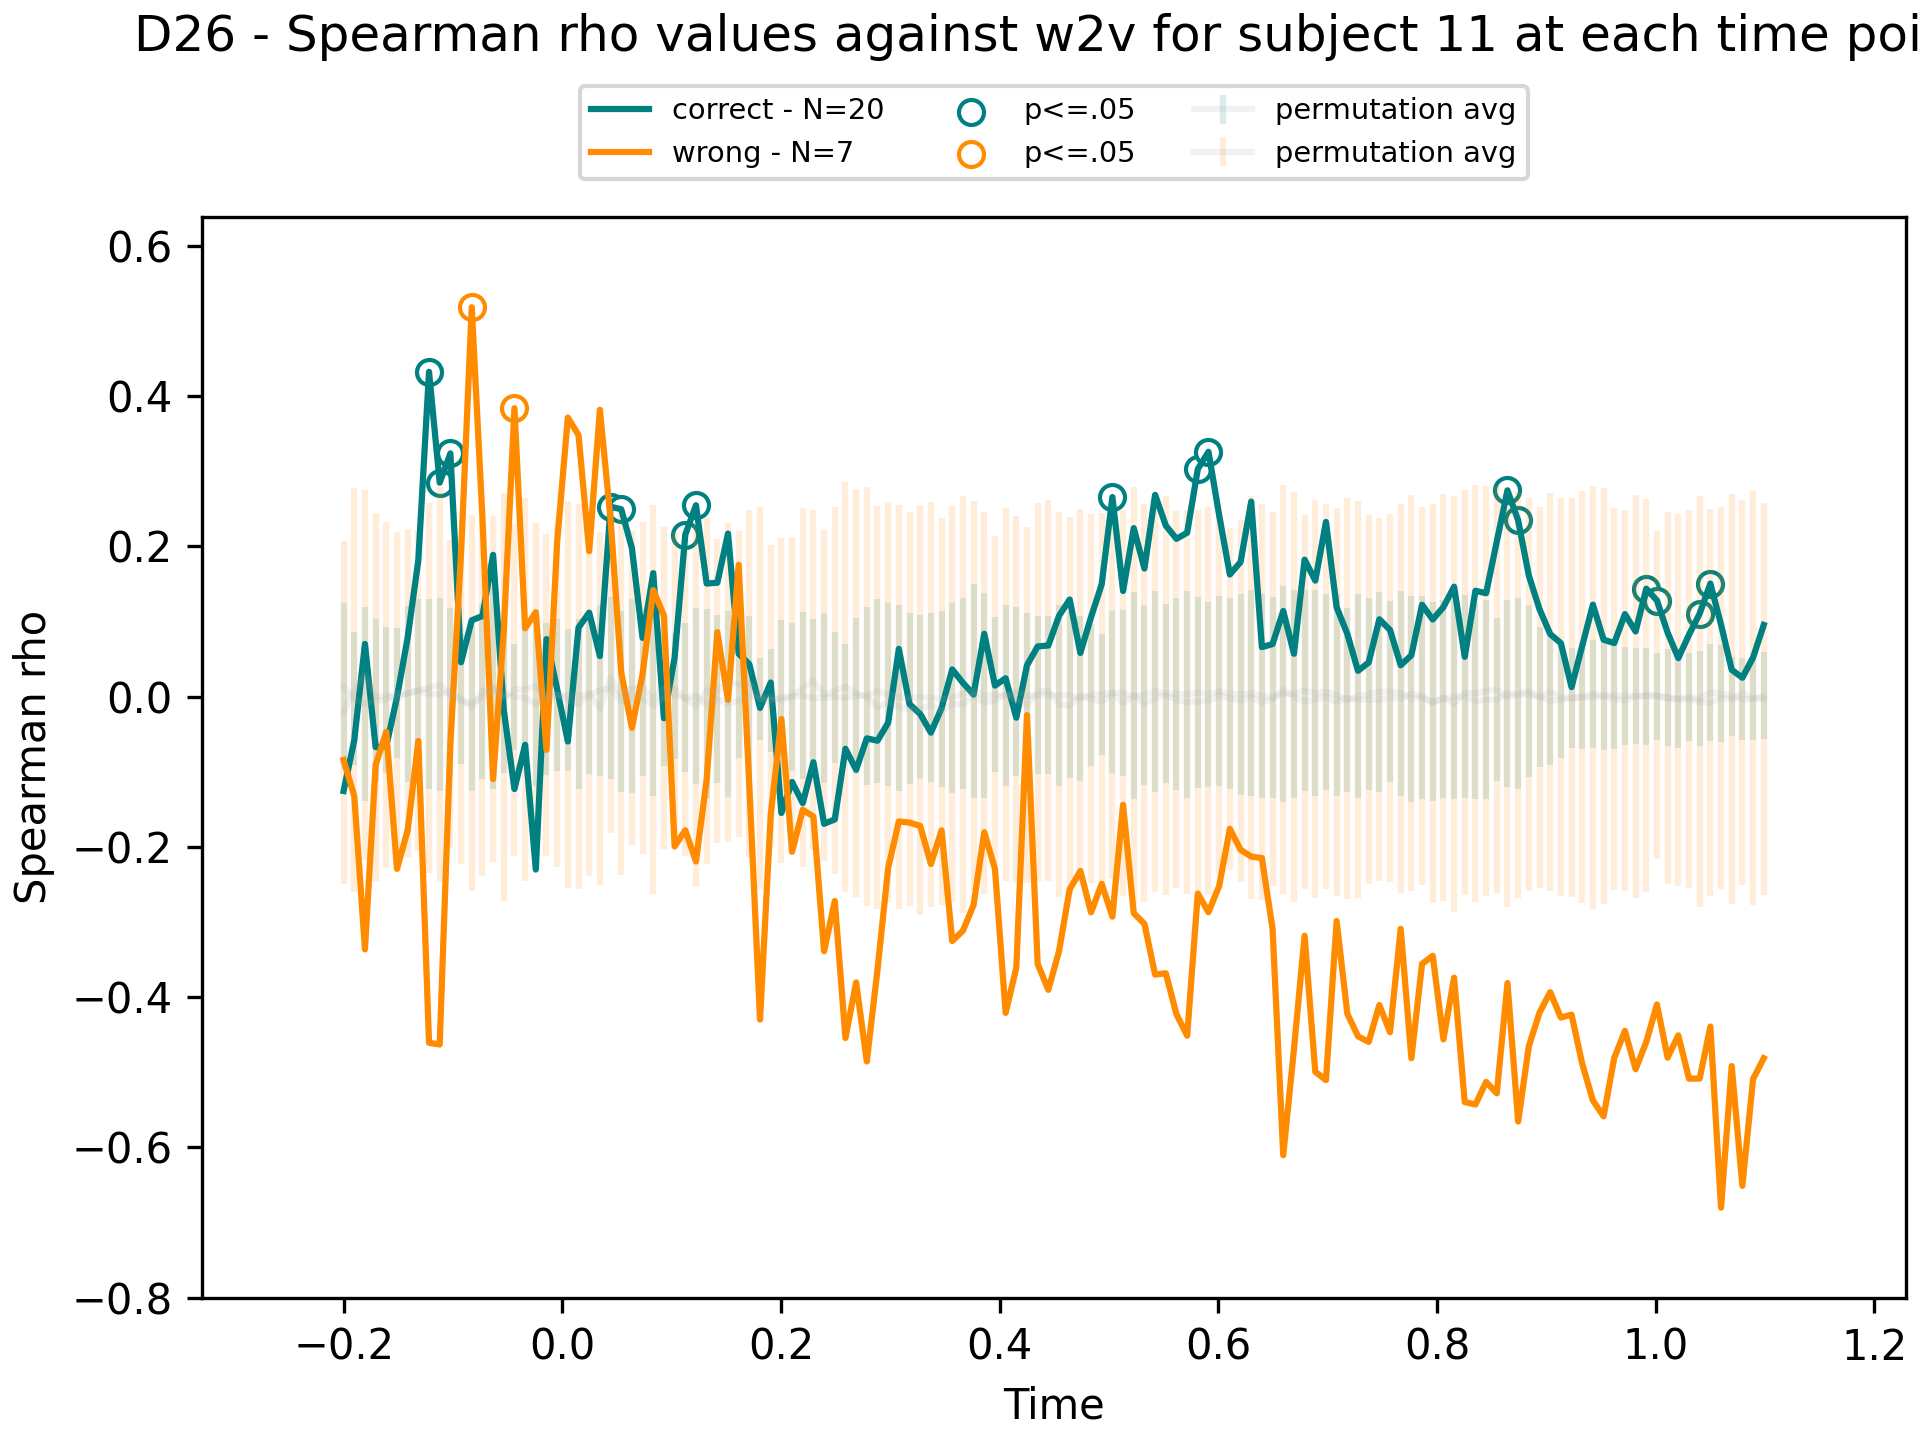 D26 - Spearman rho values against w2v for subject 11 at each time poi
correct - N=20 p<=.05 permutation avg
wrong - N=7 p<=.05 permutation avg
0.6
0.4
0.2
0.0
−0.2
−0.4
−0.6
−0.8
Spearman rho
−0.2 0.0 0.2 0.4 0.6 0.8 1.0 1.2
Time